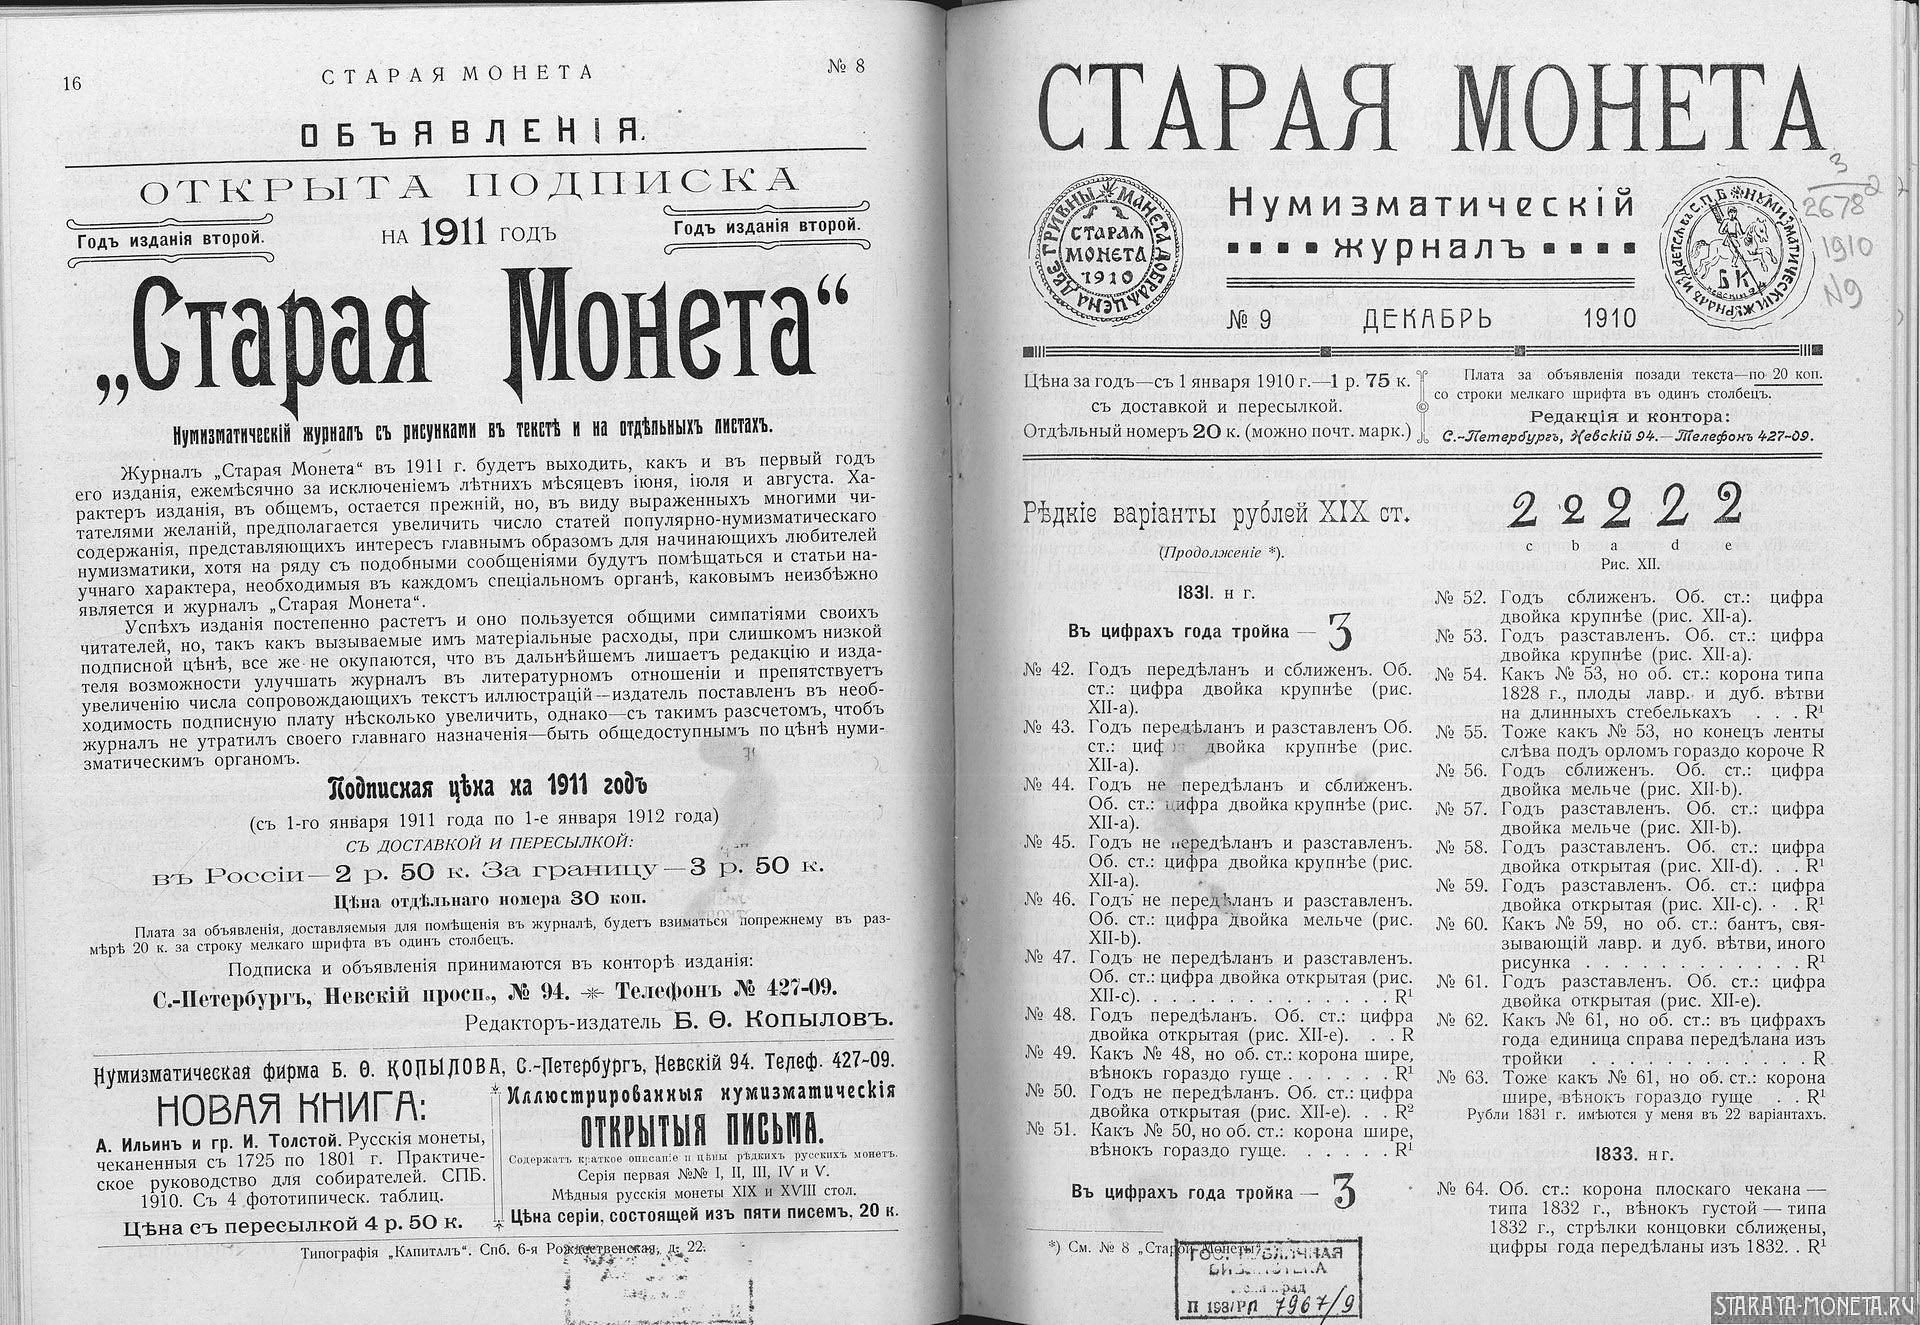 16
СТАРАЯ МОНЕТА
№ 8
ОБЪЯВЛЕНІЯ.
ОТКРЫТА ПОДПИСКА
Годъ изданія второй.
НА 1911 ГОДЪ
Годъ изданія второй.
„Старая Монета“
Нумизматическій журналъ съ рисунками въ текстѣ и на отдѣльныхъ листахъ.
Журналъ „Старая Монета“ въ 1911 г. будетъ выходить, какъ и въ первый годъ
его изданія, ежемѣсячно за исключеніемъ лѣтнихъ мѣсяцевъ іюня, іюля и августа. Ха-
рактеръ изданія, въ общемъ, остается прежній, но, въ виду выраженныхъ многими чи-
тателями желаній, предполагается увеличить число статей популярно-нумизматическаго
содержанія, представляющихъ интересъ главнымъ образомъ для начинающихъ любителей
нумизматики, хотя на ряду съ подобными сообщеніями будутъ помѣщаться и статьи на-
учнаго характера, необходимыя въ каждомъ спеціальномъ органѣ, каковымъ неизбѣжно
является и журналъ „Старая Монета“.
Успѣхъ изданія постепенно растетъ и оно пользуется общими симпатіями своихъ
читателей, но, такъ какъ вызываемые имъ матеріальные расходы, при слишкомъ низкой
подписной цѣнѣ, все же не окупаются, что въ дальнѣйшемъ лишаетъ редакцію и изда-
теля возможности улучшать журналъ въ литературномъ отношеніи и препятствуетъ
увеличенію числа сопровождающихъ текстъ иллюстрацій—издатель поставленъ въ необ-
ходимость подписную плату нѣсколько увеличить, однако—съ такимъ разсчетомъ, чтобъ
журналъ не утратилъ своего главнаго назначенія—быть общедоступнымъ по цѣнѣ нуми-
зматическимъ органомъ.
Подписная цѣна на 1911 годъ
(съ 1-го января 1911 года по 1-е января 1912 года)
СЪ ДОСТАВКОЙ И ПЕРЕСЫЛКОЙ:
въ Россіи—2 р. 50 к. За границу—3 р. 50 к.
Цѣна отдѣльнаго номера 30 коп.
Плата за объявленія, доставляемыя для помѣщенія въ журналѣ, будетъ взиматься попрежнему въ раз-
мѣрѣ 20 к. за строку мелкаго шрифта въ одинъ столбецъ.
Подписка и объявленія принимаются въ конторѣ изданія:
С.-Петербургъ, Невскій просп., № 94. Телефонъ № 427-09.
Редакторъ-издатель Б. Ѳ. Копыловъ.
Нумизматическая фирма Б. Ѳ. КОПЫЛОВА, С.-Петербургъ, Невскій 94. Телеф. 427-09.
НОВАЯ КНИГА:
А. Ильинъ и гр. И. Толстой. Русскія монеты,
чеканенныя съ 1725 по 1801 г. Практиче-
ское руководство для собирателей. СПБ.
1910. Съ 4 фототипическ. таблиц.
Цѣна съ пересылкой 4 р. 50 к.
Иллюстрированныя нумизматическія
ОТКРЫТЫЯ ПИСЬМА.
Содержатъ краткое описаніе и цѣны рѣдкихъ русскихъ монетъ.
Серія первая №№ I, II, III, IV и V.
Мѣдныя русскія монеты XIX и XVIII стол.
Цѣна серіи, состоящей изъ пяти писемъ, 20 к.
Типографія „Капиталъ“. Спб. 6-я Рождественская, д. 22.
СТАРАЯ МОНЕТА
МАНЕТА ДОБРА ЦЕНА ДВЕ ГРИВНЫ
СТАРАЯ
МОНЕТА
1910
Нумизматическій
журналъ
НУМИЗМАТИЧЕСКІЙ ЖУРНАЛЪ ИЗДАЕТСЯ ВЪ С.П.Б.
БК
НЕВСКІЙ 94
3
2678
1910
N9
№ 9 ДЕКАБРЬ 1910
Цѣна за годъ—съ 1 января 1910 г.—1 р. 75 к.
съ доставкой и пересылкой.
Отдѣльный номеръ 20 к. (можно почт. марк.)
Плата за объявленія позади текста—по 20 коп.
со строки мелкаго шрифта въ одинъ столбецъ.
Редакція и контора:
С.-Петербургъ, Невскій 94.—Телефонъ 427-09.
Рѣдкіе варіанты рублей XIX ст.
(Продолженіе *).
1831. н г.
Въ цифрахъ года тройка — 3
№ 42. Годъ передѣланъ и сближенъ. Об.
ст.: цифра двойка крупнѣе (рис.
XII-a).
№ 43. Годъ передѣланъ и разставленъ Об.
ст.: цифра двойка крупнѣе (рис.
XII-a).
№ 44. Годъ не передѣланъ и сближенъ.
Об. ст.: цифра двойка крупнѣе (рис.
XII-a).
№ 45. Годъ не передѣланъ и разставленъ.
Об. ст.: цифра двойка крупнѣе (рис.
XII-a).
№ 46. Годъ не передѣланъ и разставленъ.
Об. ст.: цифра двойка мельче (рис.
XII-b).
№ 47. Годъ не передѣланъ и разставленъ.
Об. ст.: цифра двойка открытая (рис.
XII-c). . . . . . . . . . . . . . R¹
№ 48. Годъ передѣланъ. Об. ст.: цифра
двойка открытая (рис. XII-e). . . R
№ 49. Какъ № 48, но об. ст.: корона шире,
вѣнокъ гораздо гуще . . . . . . R¹
№ 50. Годъ не передѣланъ. Об. ст.: цифра
двойка открытая (рис. XII-e). . . R²
№ 51. Какъ № 50, но об. ст.: корона шире,
вѣнокъ гораздо гуще. . . . . . R¹
Въ цифрахъ года тройка — 3
*) См. № 8 „Старой Монеты“.
ГОС. ПУБЛИЧНАЯ
БИБЛИОТЕКА
Ленинград
П 198/РЛ 7967/9
2 2 2 2 2
c b a d e
Рис. XII.
№ 52. Годъ сближенъ. Об. ст.: цифра
двойка крупнѣе (рис. XII-a).
№ 53. Годъ разставленъ. Об. ст.: цифра
двойка крупнѣе (рис. XII-a).
№ 54. Какъ № 53, но об. ст.: корона типа
1828 г., плоды лавр. и дуб. вѣтви
на длинныхъ стебелькахъ . . . R¹
№ 55. Тоже какъ № 53, но конецъ ленты
слѣва подъ орломъ гораздо короче R
№ 56. Годъ сближенъ. Об. ст.: цифра
двойка мельче (рис. XII-b).
№ 57. Годъ разставленъ. Об. ст.: цифра
двойка мельче (рис. XII-b).
№ 58. Годъ разставленъ. Об. ст.: цифра
двойка открытая (рис. XII-d). . . R¹
№ 59. Годъ разставленъ. Об. ст.: цифра
двойка открытая (рис. XII-c). . . R¹
№ 60. Какъ № 59, но об. ст.: бантъ, свя-
зывающій лавр. и дуб. вѣтви, иного
рисунка . . . . . . . . . . . . R¹
№ 61. Годъ разставленъ. Об. ст.: цифра
двойка открытая (рис. XII-e).
№ 62. Какъ № 61, но об. ст.: въ цифрахъ
года единица справа передѣлана изъ
тройки . . . . . . . . . . . . R
№ 63. Тоже какъ № 61, но об. ст.: корона
шире, вѣнокъ гораздо гуще . . R¹
Рубли 1831 г. имѣются у меня въ 22 варіантахъ.
1833. н г.
№ 64. Об. ст.: корона плоскаго чекана —
типа 1832 г., вѣнокъ густой — типа
1832 г., стрѣлки концовки сближены,
цифры года передѣланы изъ 1832. . R¹
STARAYA-MONETA.RU